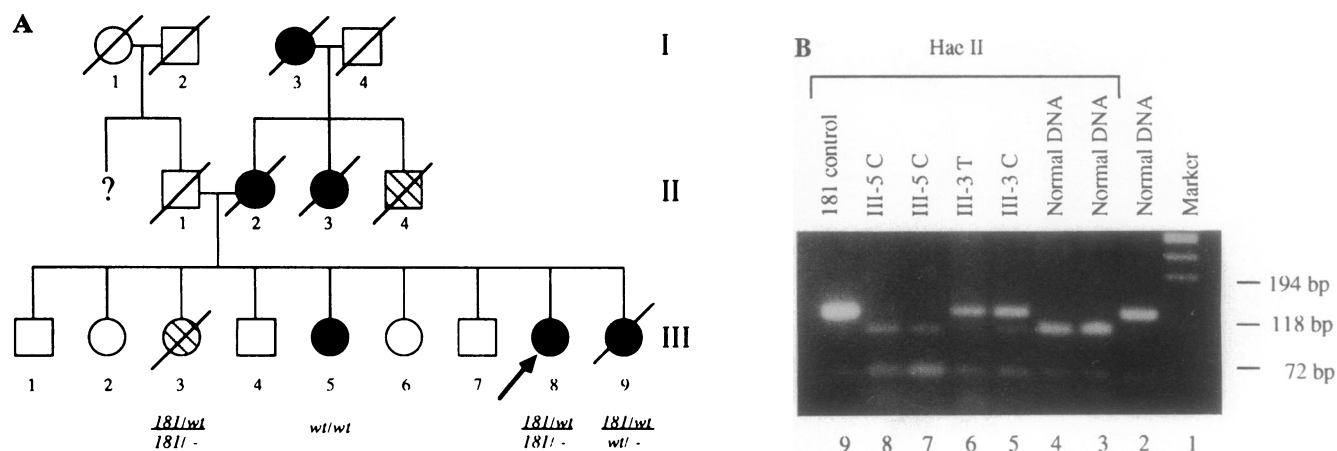 A
I
1 2 3 4
?
II
1 2 3 4
III
1 2 3 4 5 6 7 8 9
181/wt wt/wt 181/wt 181/wt
181/- 181/- wt/-
B
Hae II
181 control
III-5 C
III-5 C
III-3 T
III-3 C
Normal DNA
Normal DNA
Normal DNA
Marker
194 bp
118 bp
72 bp
9 8 7 6 5 4 3 2 1